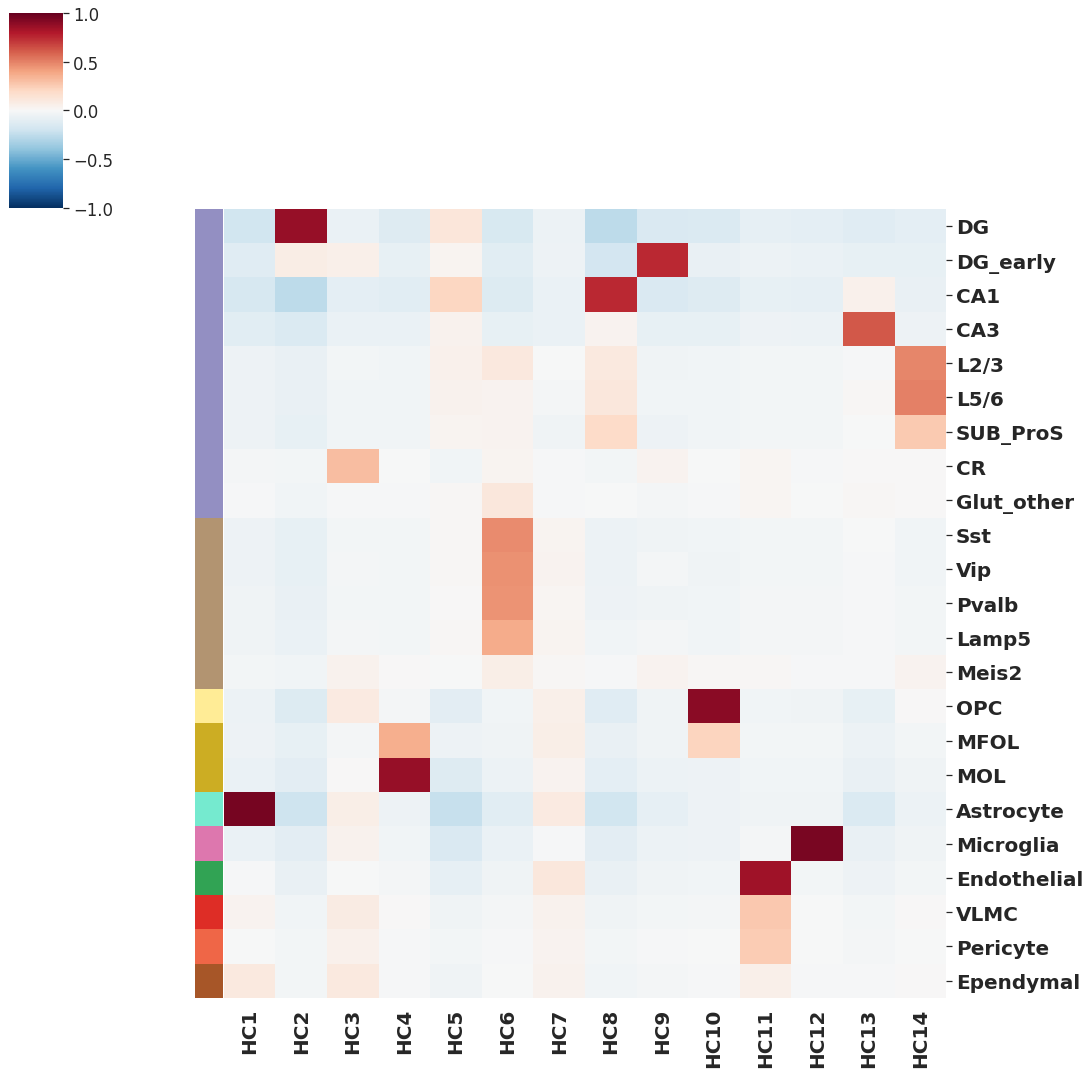 1.0
0.5
0.0
−0.5
−1.0
DG
DG_early
CA1
CA3
L2/3
L5/6
SUB_ProS
CR
Glut_other
Sst
Vip
Pvalb
Lamp5
Meis2
OPC
MFOL
MOL
Astrocyte
Microglia
Endothelial
VLMC
Pericyte
Ependymal
HC1
HC2
HC3
HC4
HC5
HC6
HC7
HC8
HC9
HC10
HC11
HC12
HC13
HC14